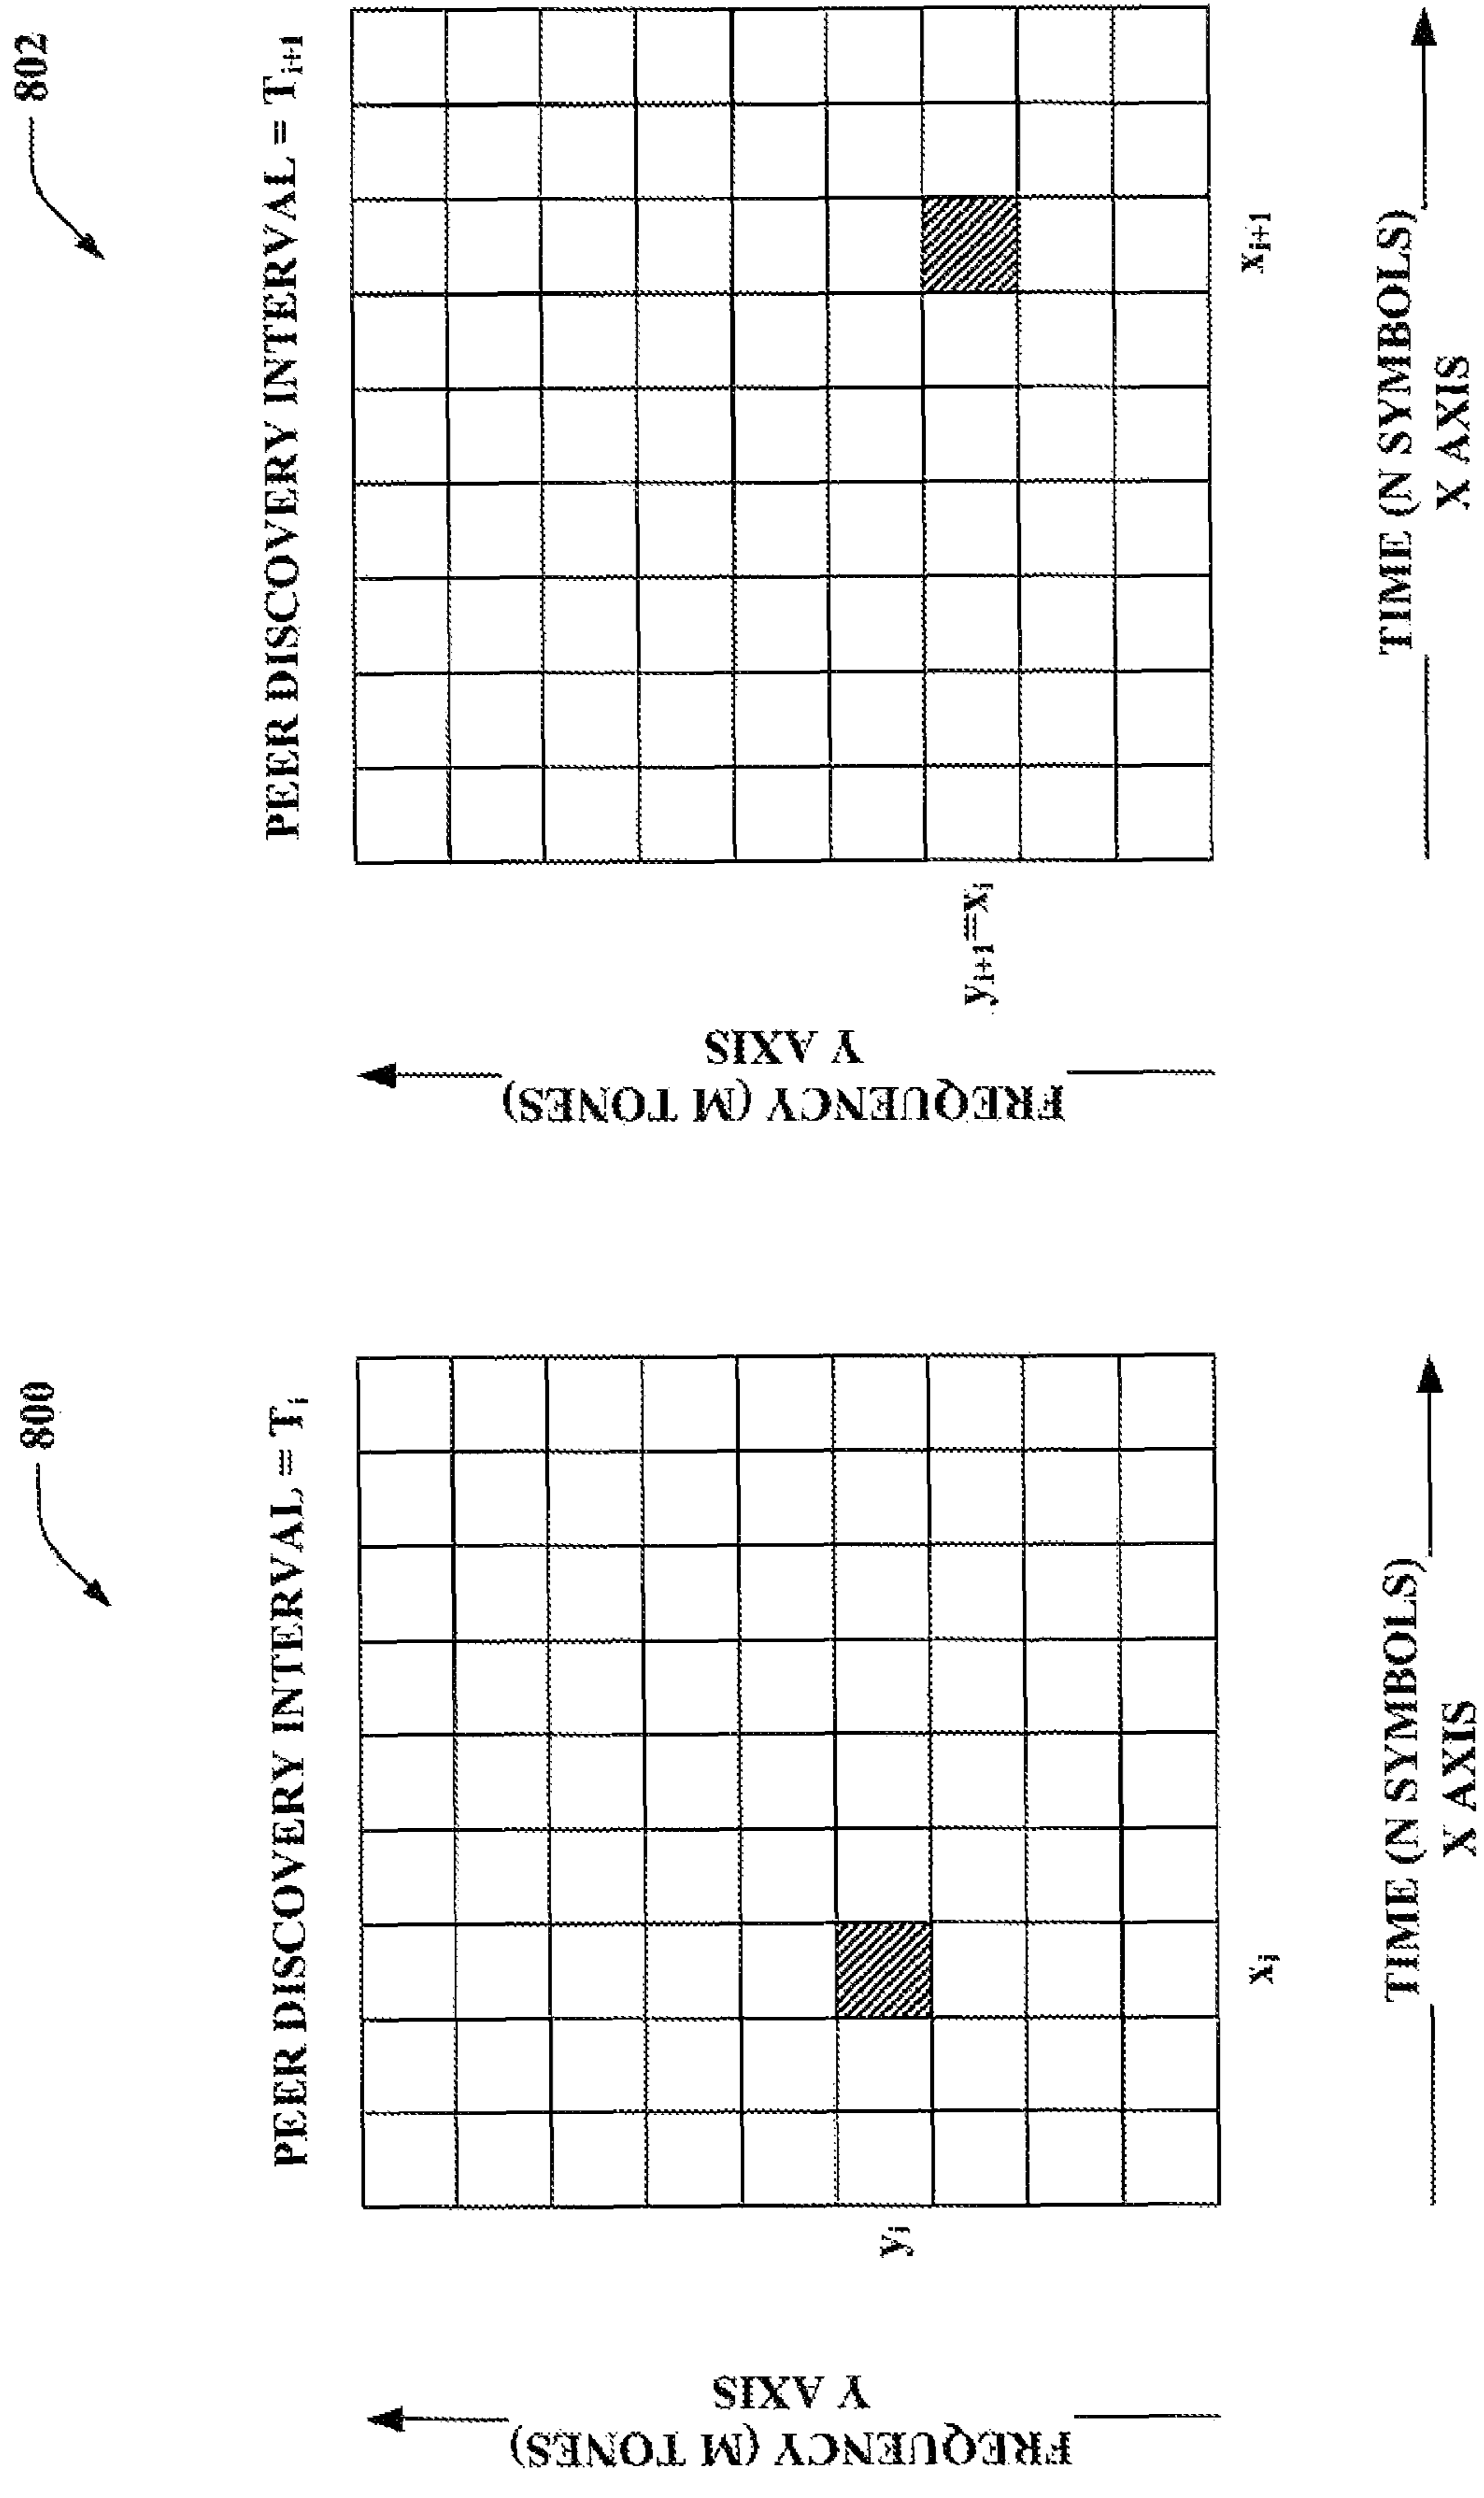 800
PEER DISCOVERY INTERVAL = Ti
FREQUENCY (M TONES)
Y AXIS
yi
xi
TIME (N SYMBOLS)
X AXIS
802
PEER DISCOVERY INTERVAL = Ti+1
FREQUENCY (M TONES)
Y AXIS
yi+1=xi
xi+1
TIME (N SYMBOLS)
X AXIS